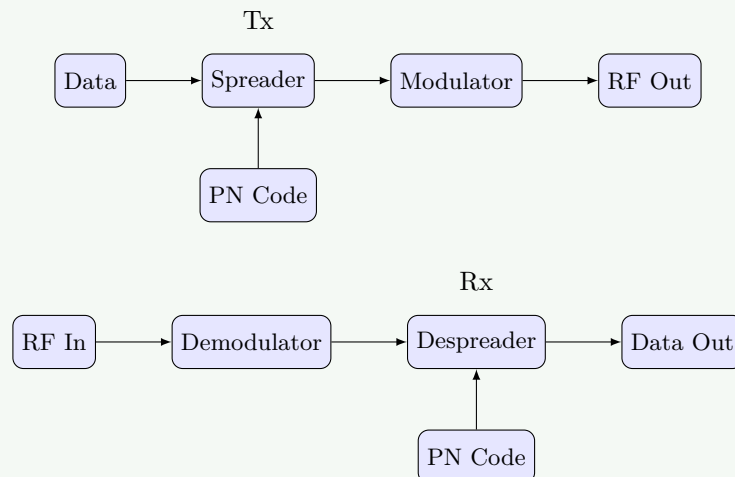 Tx
Data Spreader Modulator RF Out
PN Code
Rx
RF In Demodulator Despreader Data Out
PN Code